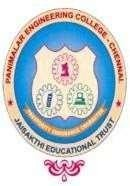 PANIMALAR ENGINEERING COLLEGE - CHENNAI
1
JAISAKTHI EDUCATIONAL TRUST